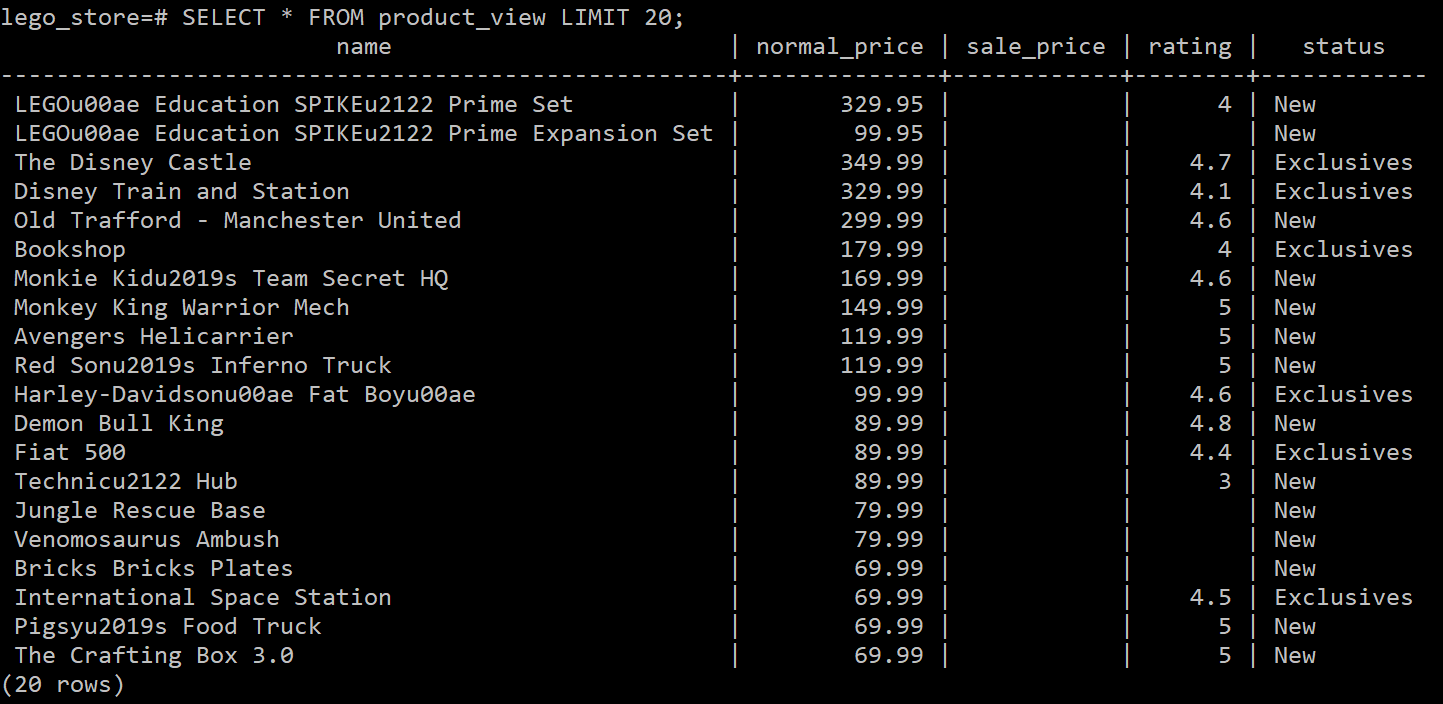 lego_store=# SELECT * FROM product_view LIMIT 20;
                        name                        | normal_price | sale_price | rating |   status
----------------------------------------------------+--------------+------------+--------+------------
 LEGOu00ae Education SPIKEu2122 Prime Set           |       329.95 |            |      4 | New
 LEGOu00ae Education SPIKEu2122 Prime Expansion Set |        99.95 |            |        | New
 The Disney Castle                                  |       349.99 |            |    4.7 | Exclusives
 Disney Train and Station                           |       329.99 |            |    4.1 | Exclusives
 Old Trafford - Manchester United                   |       299.99 |            |    4.6 | New
 Bookshop                                           |       179.99 |            |      4 | Exclusives
 Monkie Kidu2019s Team Secret HQ                    |       169.99 |            |    4.6 | New
 Monkey King Warrior Mech                           |       149.99 |            |      5 | New
 Avengers Helicarrier                               |       119.99 |            |      5 | New
 Red Sonu2019s Inferno Truck                        |       119.99 |            |      5 | New
 Harley-Davidsonu00ae Fat Boyu00ae                  |        99.99 |            |    4.6 | Exclusives
 Demon Bull King                                    |        89.99 |            |    4.8 | New
 Fiat 500                                           |        89.99 |            |    4.4 | Exclusives
 Technicu2122 Hub                                   |        89.99 |            |      3 | New
 Jungle Rescue Base                                 |        79.99 |            |        | New
 Venomosaurus Ambush                                |        79.99 |            |        | New
 Bricks Bricks Plates                               |        69.99 |            |        | New
 International Space Station                        |        69.99 |            |    4.5 | Exclusives
 Pigsyu2019s Food Truck                             |        69.99 |            |      5 | New
 The Crafting Box 3.0                               |        69.99 |            |      5 | New
(20 rows)